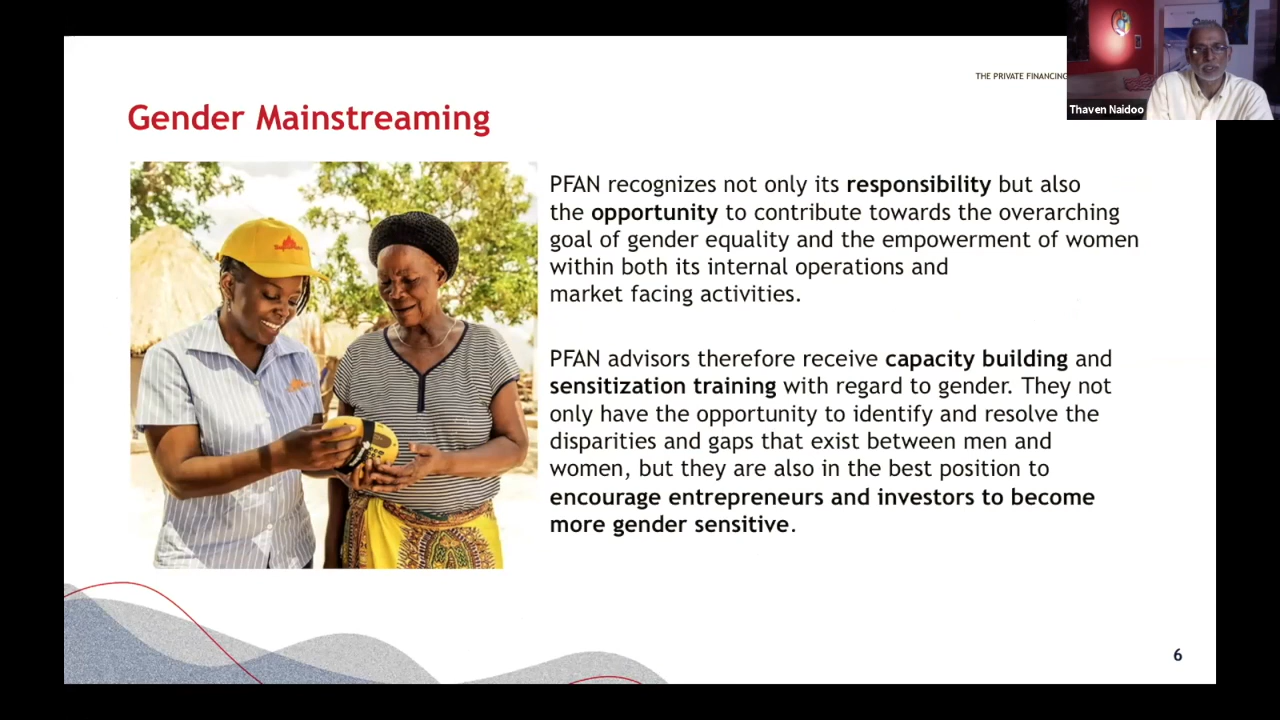 THE PRIVATE FINANCING
Thaven Naidoo
Gender Mainstreaming
PFAN recognizes not only its responsibility but also
the opportunity to contribute towards the overarching
goal of gender equality and the empowerment of women
within both its internal operations and
market facing activities.
PFAN advisors therefore receive capacity building and
sensitization training with regard to gender. They not
only have the opportunity to identify and resolve the
disparities and gaps that exist between men and
women, but they are also in the best position to
encourage entrepreneurs and investors to become
more gender sensitive.
6